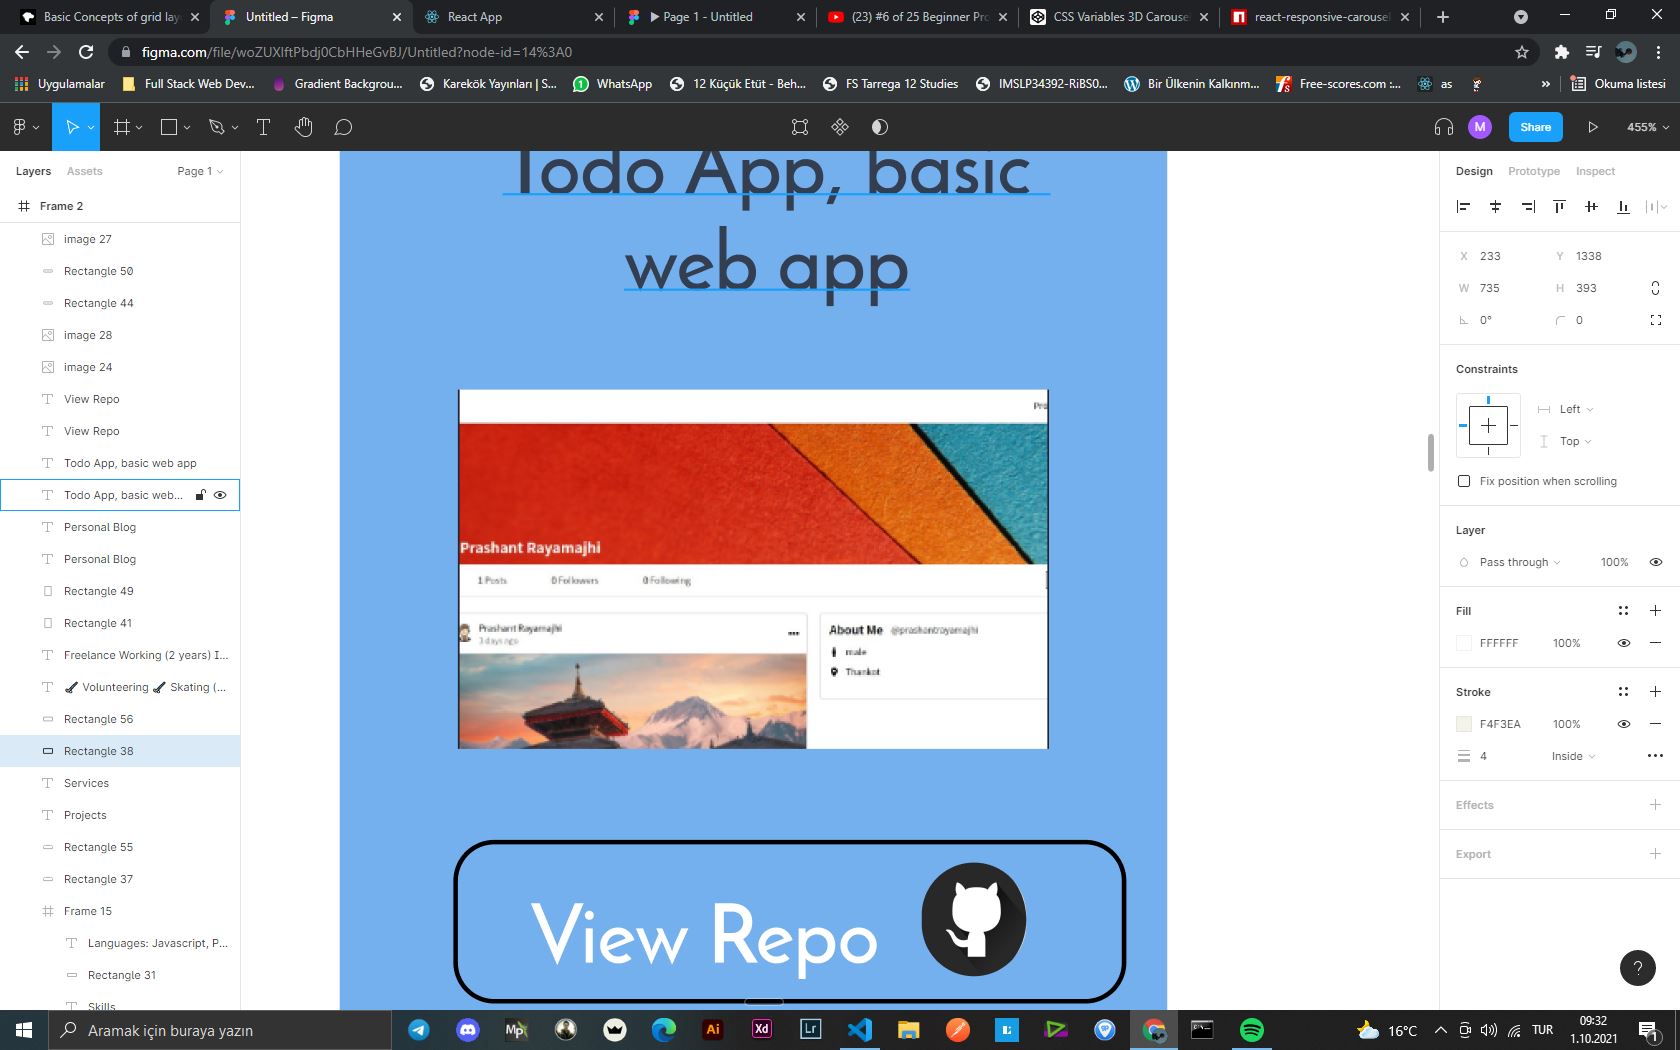 Basic Concepts of grid lay
Untitled – Figma
React App
Page 1 - Untitled
(23) #6 of 25 Beginner Pro
CSS Variables 3D Carousel
react-responsive-carousel
figma.com/file/woZUXlftPbdj0CbHHeGvBJ/Untitled?node-id=14%3A0
Uygulamalar
Full Stack Web Dev...
Gradient Backgrou...
Karekök Yayınları | S...
WhatsApp
12 Küçük Etüt - Beh...
FS Tarrega 12 Studies
IMSLP34392-RiBS0...
Bir Ülkenin Kalkınm...
Free-scores.com :...
as
»
Okuma listesi
M
Share
455%
Layers
Assets
Page 1
Design
Prototype
Inspect
Frame 2
image 27
Rectangle 50
Rectangle 44
image 28
image 24
View Repo
View Repo
Todo App, basic web app
Todo App, basic web...
Personal Blog
Personal Blog
Rectangle 49
Rectangle 41
Freelance Working (2 years) I...
Volunteering
Skating (...
Rectangle 56
Rectangle 38
Services
Projects
Rectangle 55
Rectangle 37
Frame 15
Languages: Javascript, P...
Rectangle 31
Skills
Todo App, basic
web app
Pro
Prashant Rayamajhi
1 Posts
0 Followers
0 Following
Prashant Rayamajhi
3 days ago
•••
About Me @prashantrayamajhi
male
Thankot
View Repo
X 233
Y 1338
W 735
H 393
0°
0
Constraints
Left
Top
Fix position when scrolling
Layer
Pass through
100%
Fill
FFFFFF
100%
Stroke
F4F3EA
100%
4
Inside
Effects
Export
?
Aramak için buraya yazın
Mp
Ai
Xd
Lr
16°C
TUR
09:32
1.10.2021
1